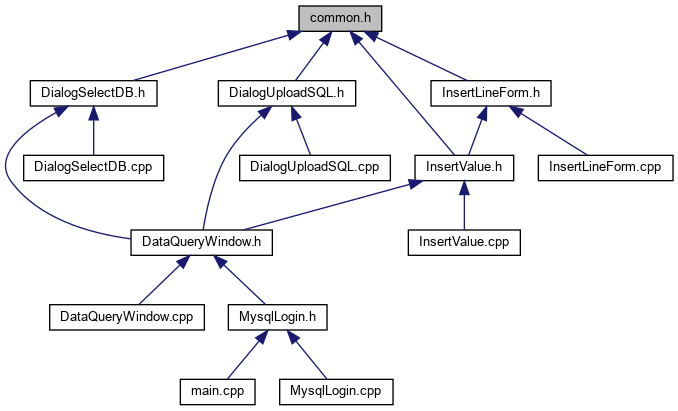 common.h
DialogSelectDB.h
DialogUploadSQL.h
InsertLineForm.h
DialogSelectDB.cpp
DialogUploadSQL.cpp
InsertValue.h
InsertLineForm.cpp
DataQueryWindow.h
InsertValue.cpp
DataQueryWindow.cpp
MysqlLogin.h
main.cpp
MysqlLogin.cpp